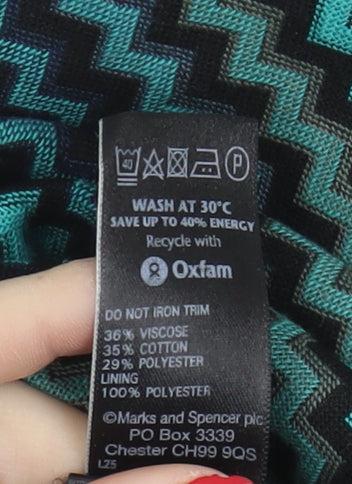 40 P
WASH AT 30°C
SAVE UP TO 40% ENERGY
Recycle with
Oxfam
DO NOT IRON TRIM
36% VISCOSE
35% COTTON
29% POLYESTER
LINING
100% POLYESTER
©Marks and Spencer plc
PO Box 3339
Chester CH99 9QS
L25